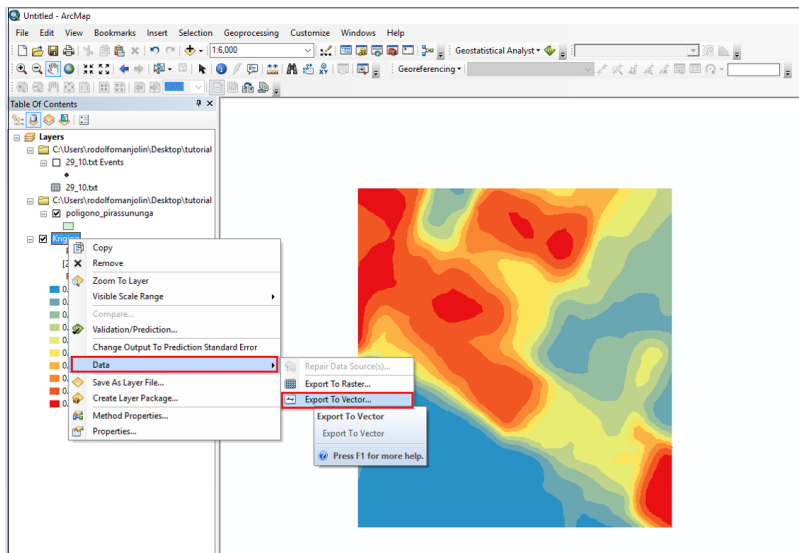 Untitled - ArcMap
File Edit View Bookmarks Insert Selection Geoprocessing Customize Windows Help
1:6,000
Geostatistical Analyst
Georeferencing
100%
Table Of Contents
Layers
C:\Users\rodolfomanjolin\Desktop\tutorial
29_10.txt Events
29_10.txt
C:\Users\rodolfomanjolin\Desktop\tutorial
poligono_pirassununga
Kriging
Copy
Remove
Zoom To Layer
Visible Scale Range
Compare...
Validation/Prediction...
Change Output To Prediction Standard Error
Data
Save As Layer File...
Create Layer Package...
Method Properties...
Properties...
Repair Data Source(s)...
Export To Raster...
Export To Vector...
Export To Vector
Export To Vector
Press F1 for more help.